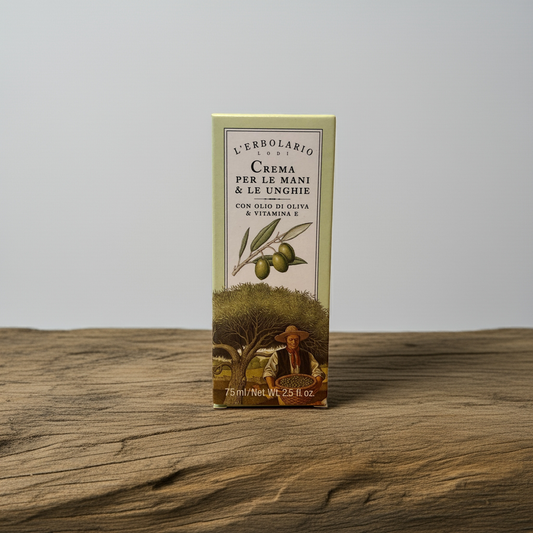 L'ERBOLARIO
LODI
CREMA
PER LE MANI
& LE UNGHIE
CON OLIO DI OLIVA
& VITAMINA E
75 ml/Net Wt. 2.5 fl. oz.